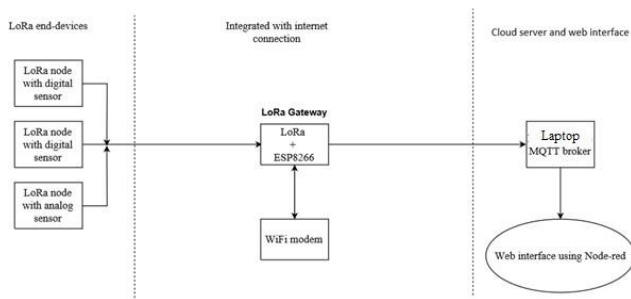 LoRa end-devices
Integrated with internet
connection
Cloud server and web interface
LoRa node
with digital
sensor
LoRa node
with digital
sensor
LoRa node
with analog
sensor
LoRa Gateway
LoRa
+
ESP8266
WiFi modem
Laptop
MQTT broker
Web interface using Node-red